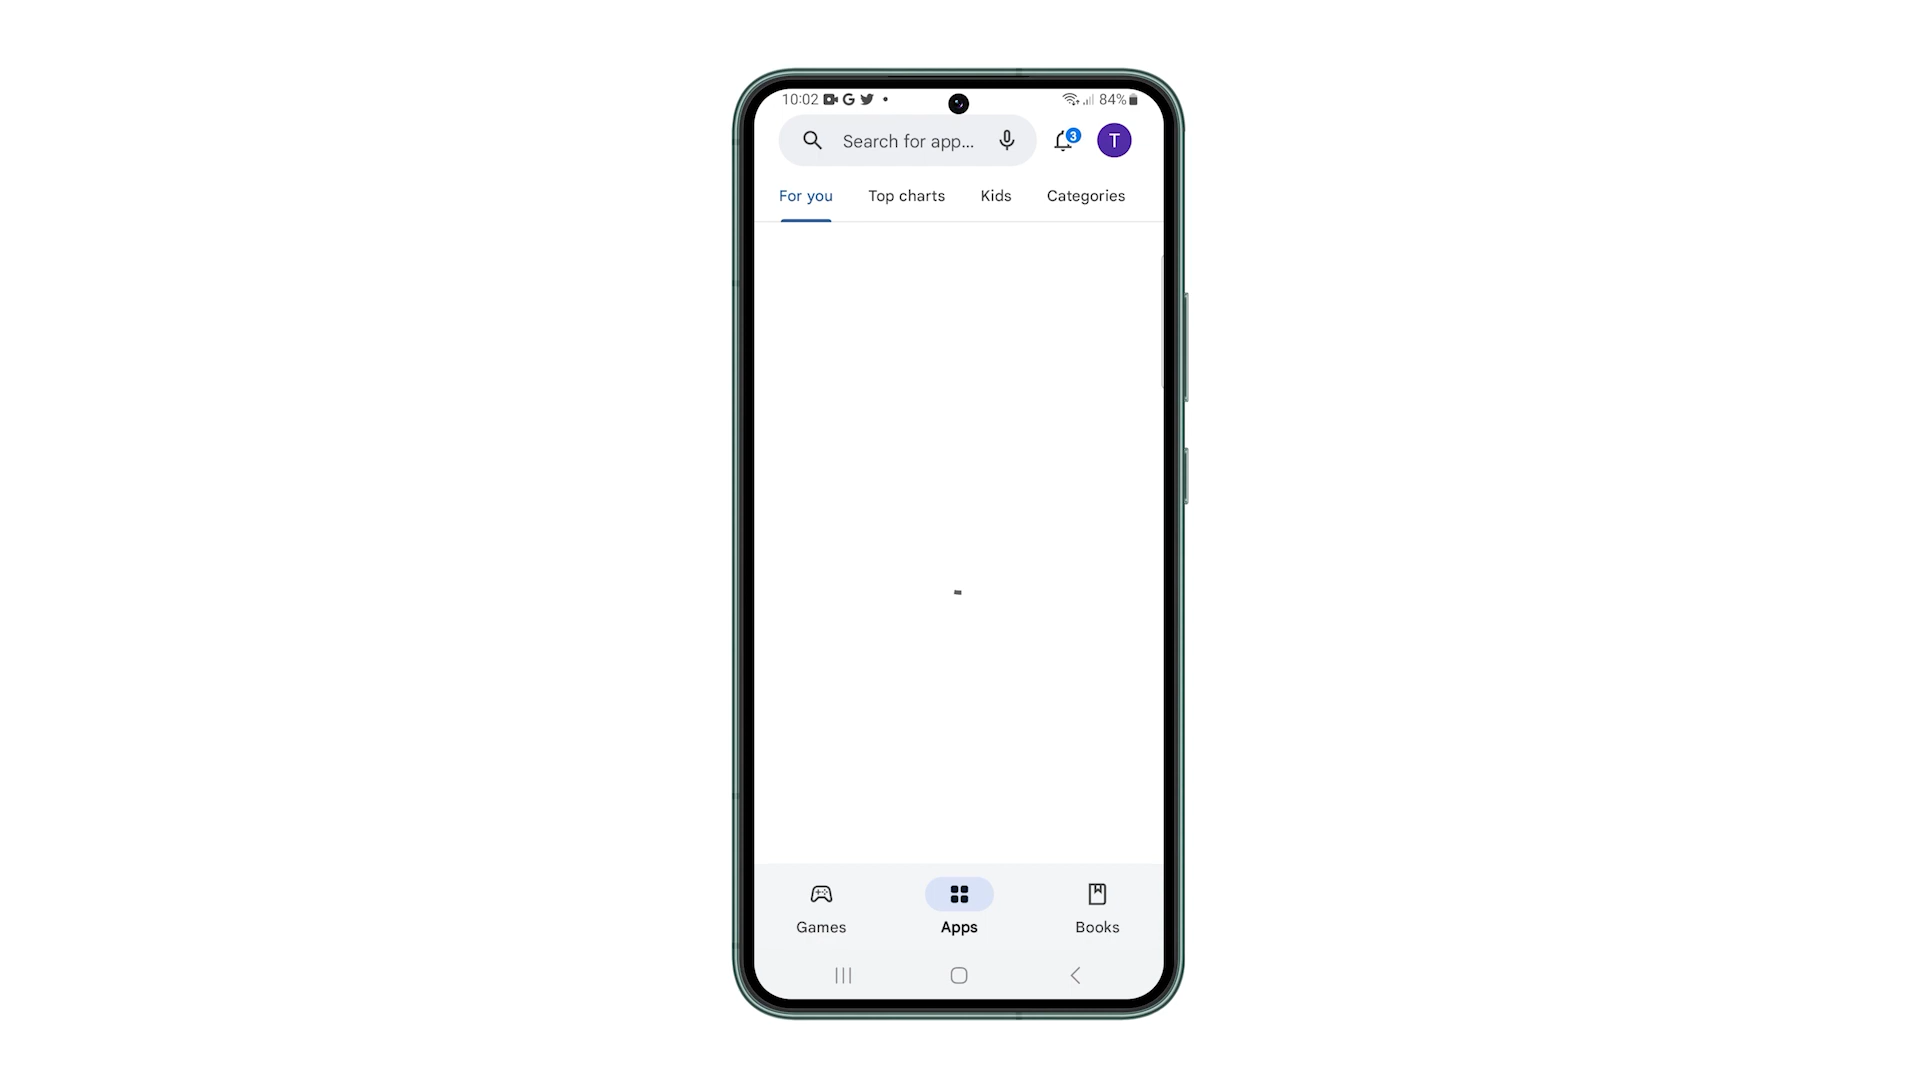 10:02 84%
Search for app... 3 T
For you Top charts Kids Categories
Games Apps Books